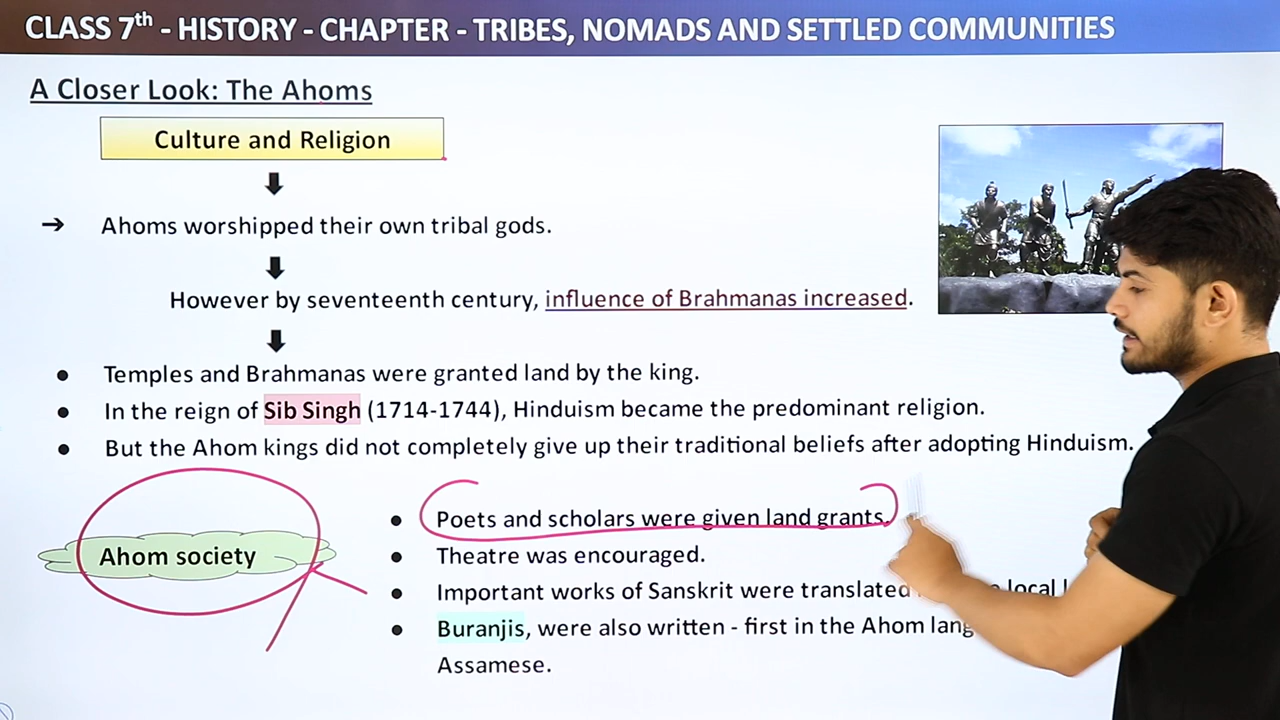 CLASS 7th - HISTORY - CHAPTER - TRIBES, NOMADS AND SETTLED COMMUNITIES
A Closer Look: The Ahoms
Culture and Religion
➔ Ahoms worshipped their own tribal gods.
However by seventeenth century, influence of Brahmanas increased.
● Temples and Brahmanas were granted land by the king.
● In the reign of Sib Singh (1714-1744), Hinduism became the predominant religion.
● But the Ahom kings did not completely give up their traditional beliefs after adopting Hinduism.
Ahom society
● Poets and scholars were given land grants.
● Theatre was encouraged.
● Important works of Sanskrit were translated local
● Buranjis, were also written - first in the Ahom
Assamese.